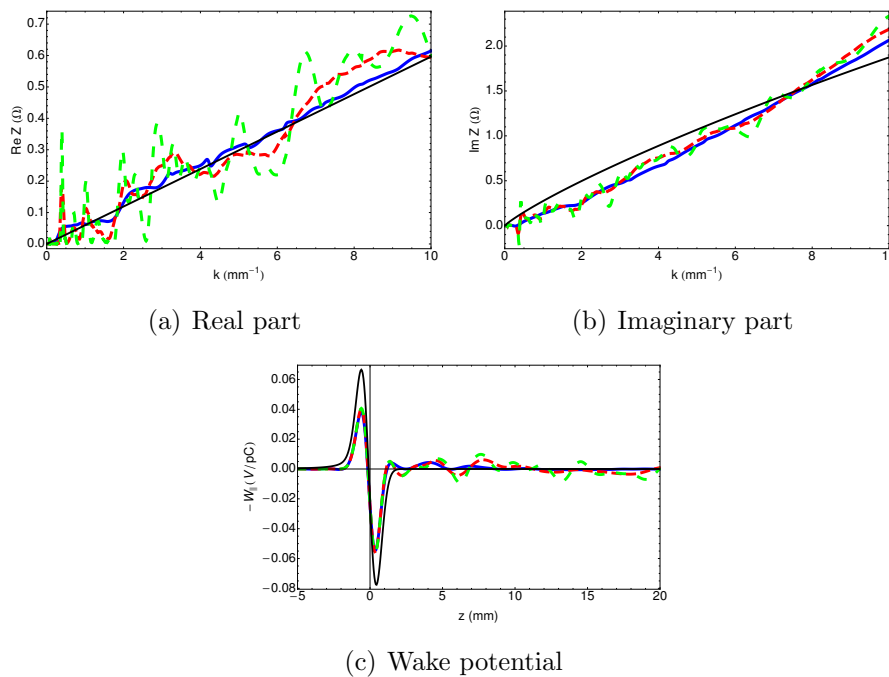 0.7
0.6
0.5
0.4
0.3
0.2
0.1
0.0
Re Z (Ω)
0 2 4 6 8 10
k (mm⁻¹)
(a) Real part
2.0
1.5
1.0
0.5
0.0
Im Z (Ω)
0 2 4 6 8 10
k (mm⁻¹)
(b) Imaginary part
0.06
0.04
0.02
0.00
−0.02
−0.04
−0.06
−0.08
−W∥(V/pC)
−5 0 5 10 15 20
z (mm)
(c) Wake potential